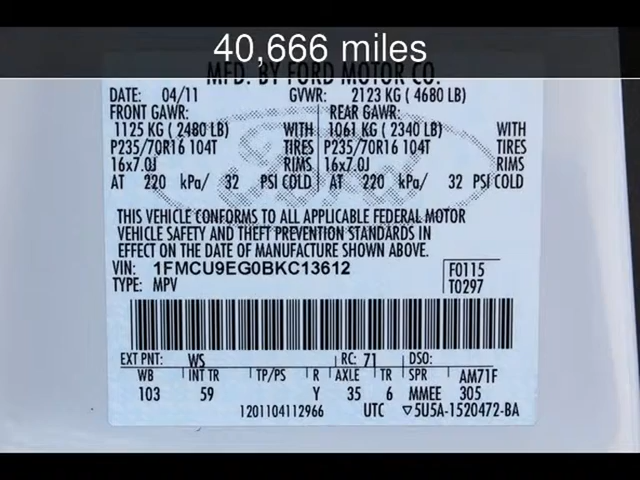 40,666 miles
MFD. BY FORD MOTOR CO.
DATE: 04/11 GVWR: 2123 KG ( 4680 LB)
FRONT GAWR: REAR GAWR:
1125 KG ( 2480 LB) WITH 1061 KG ( 2340 LB) WITH
P235/70R16 104T TIRES P235/70R16 104T TIRES
16x7.0J RIMS 16x7.0J RIMS
AT 220 kPa/ 32 PSI COLD AT 220 kPa/ 32 PSI COLD
Ford
THIS VEHICLE CONFORMS TO ALL APPLICABLE FEDERAL MOTOR
VEHICLE SAFETY AND THEFT PREVENTION STANDARDS IN
EFFECT ON THE DATE OF MANUFACTURE SHOWN ABOVE.
VIN: 1FMCU9EG0BKC13612 F0115
TYPE: MPV T0297
EXT PNT: WS RC: 71 DSO:
WB INT TR TP/PS R AXLE TR SPR AM71F
103 59 Y 35 6 MMEE 305
1201104112966 UTC ▽5U5A-1520472-BA